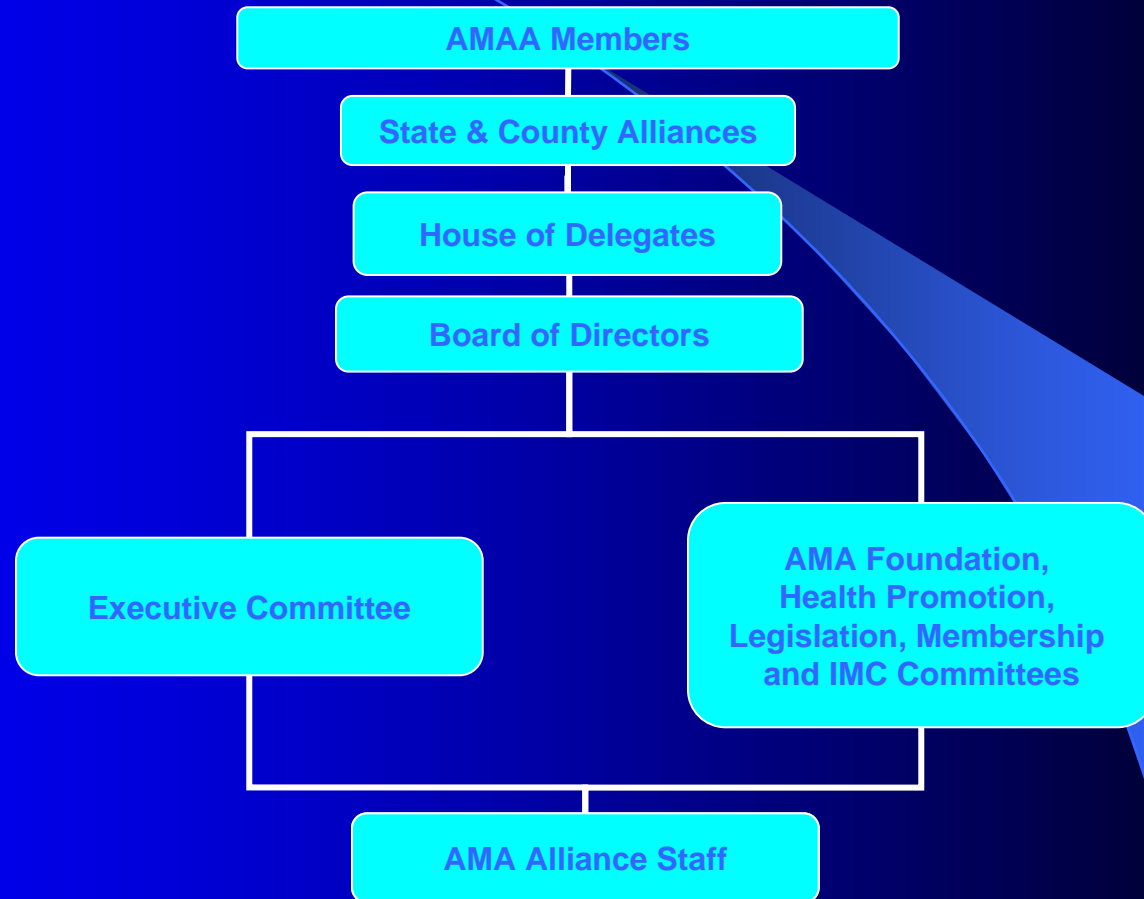 AMAA Members
State & County Alliances
House of Delegates
Board of Directors
Executive Committee
AMA Foundation,
Health Promotion,
Legislation, Membership
and IMC Committees
AMA Alliance Staff